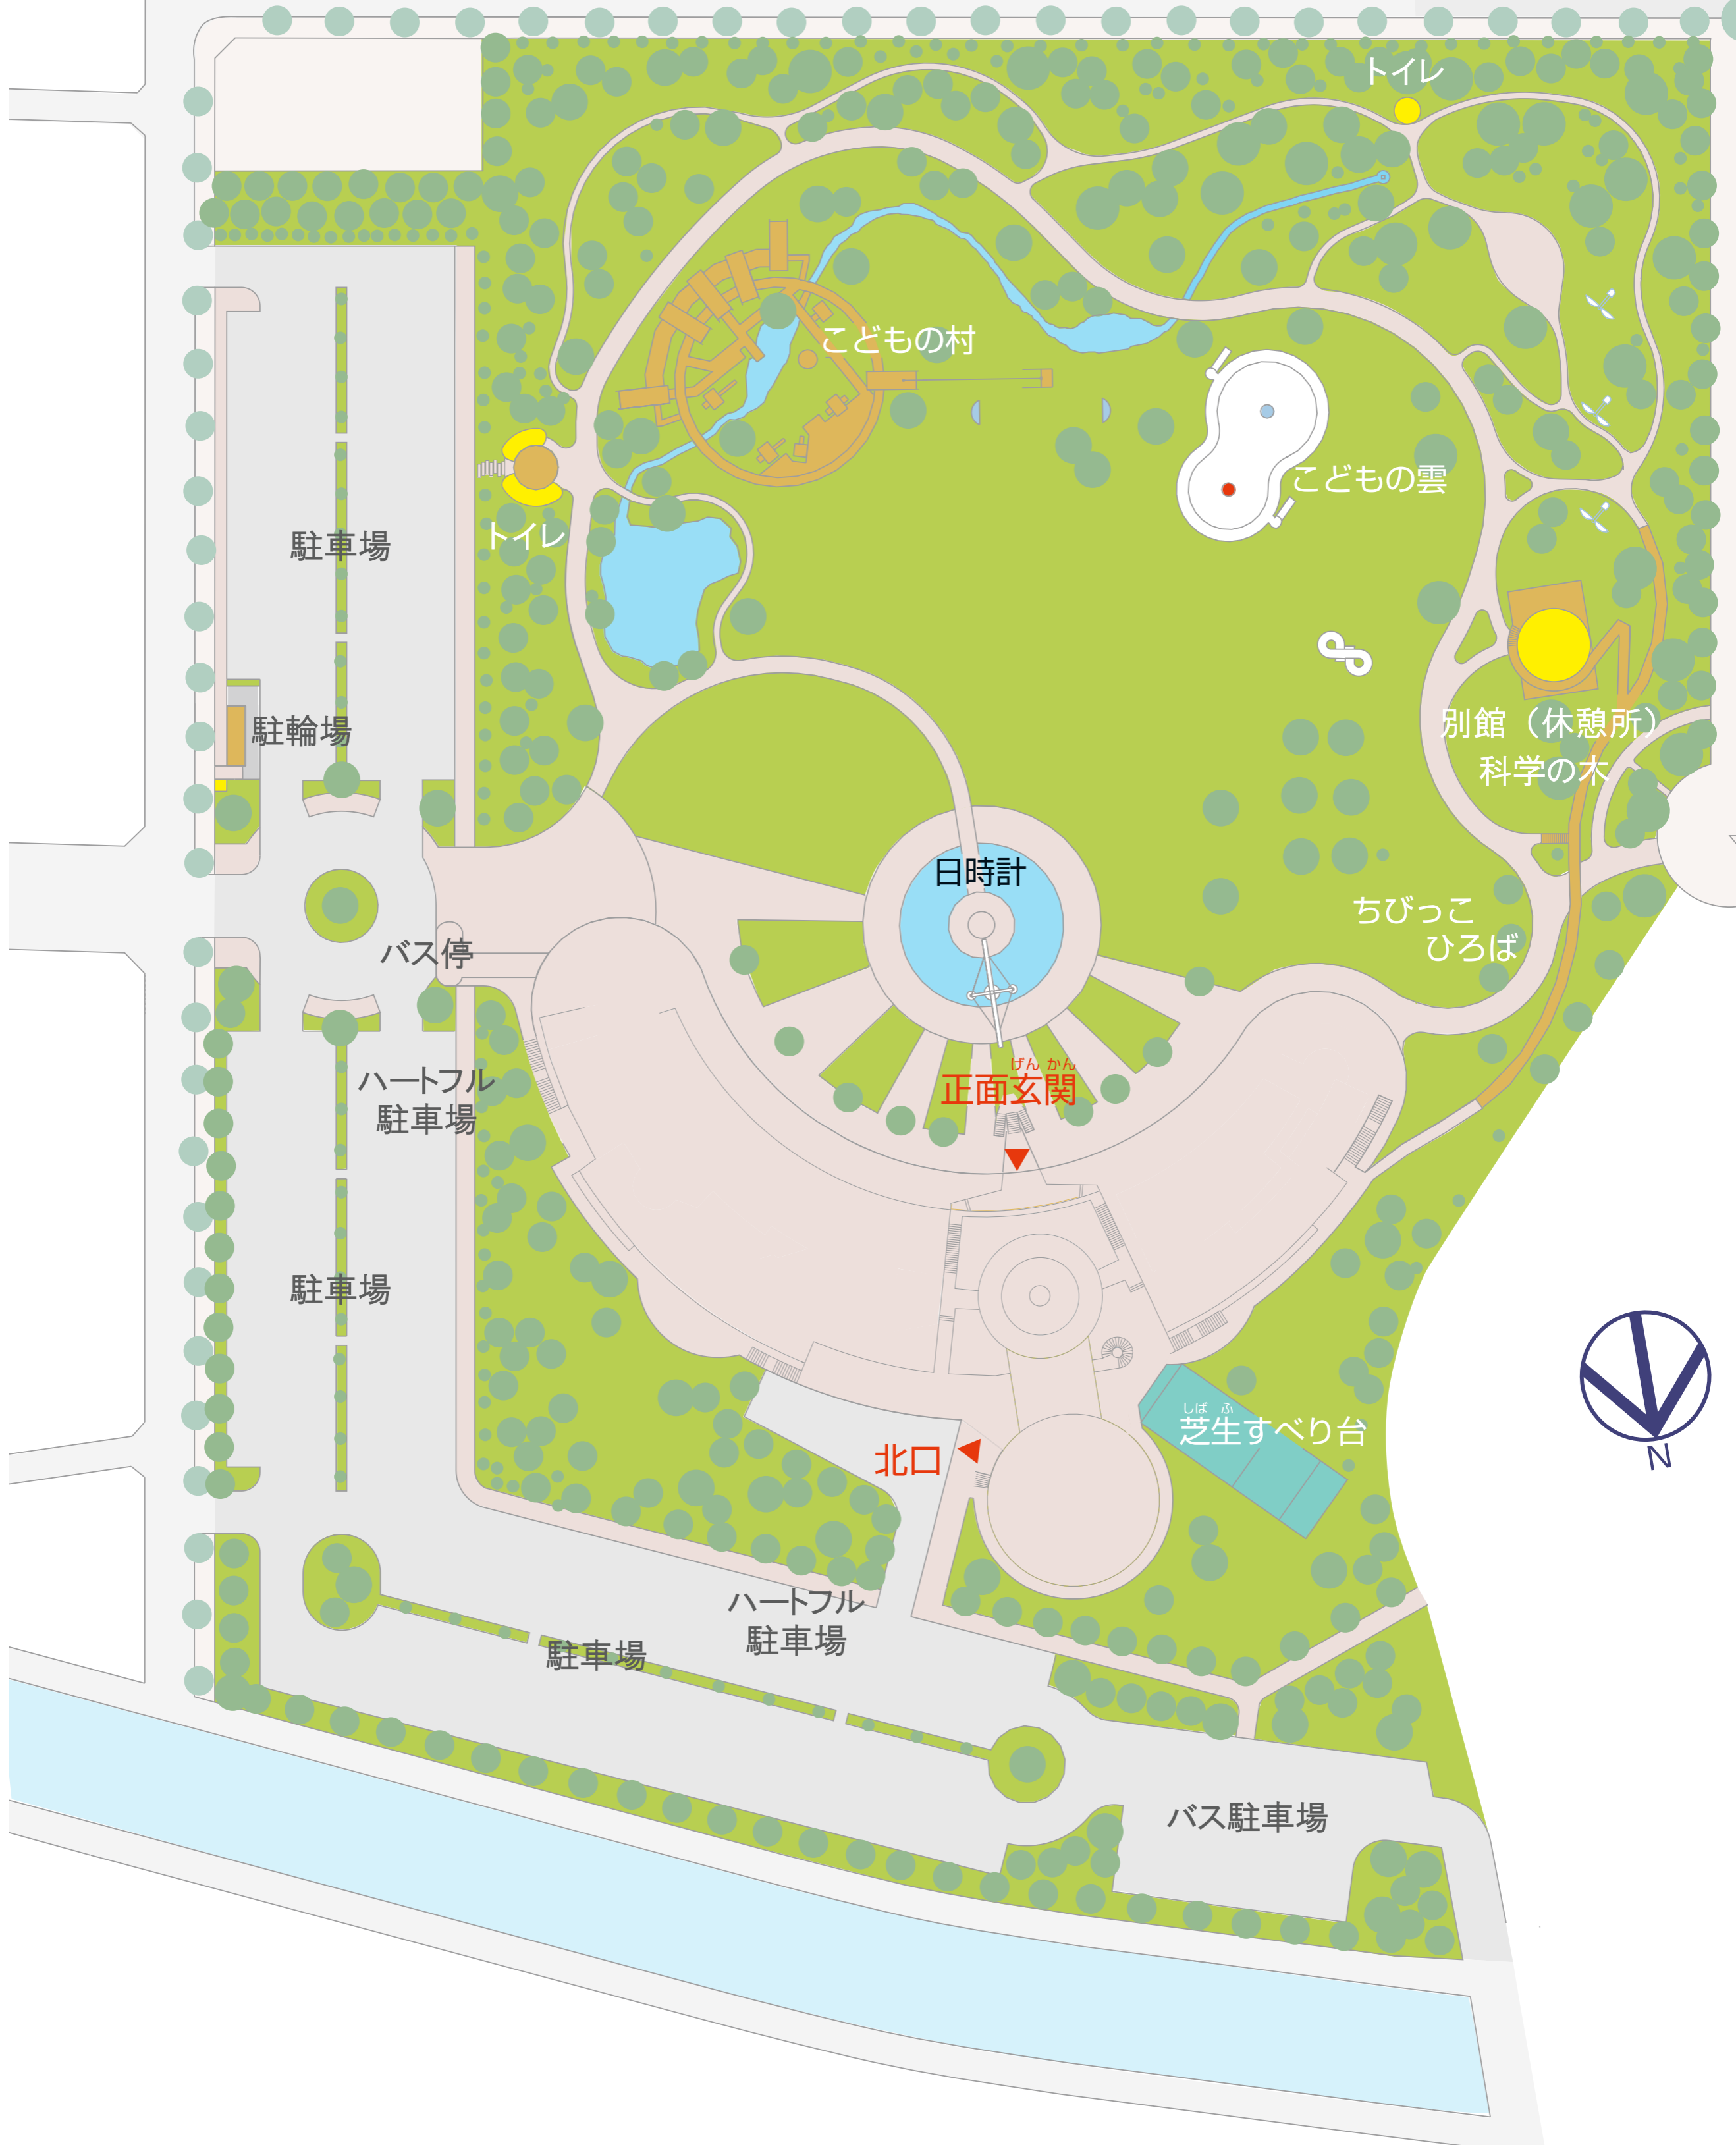 トイレ
こどもの村
こどもの雲
トイレ
駐車場
駐輪場
別館（休憩所）
科学の木
日時計
ちびっこ
ひろば
バス停
げん かん
正面玄関
ハートフル
駐車場
駐車場
しば ふ
芝生すべり台
北口
N
ハートフル
駐車場
駐車場
バス駐車場